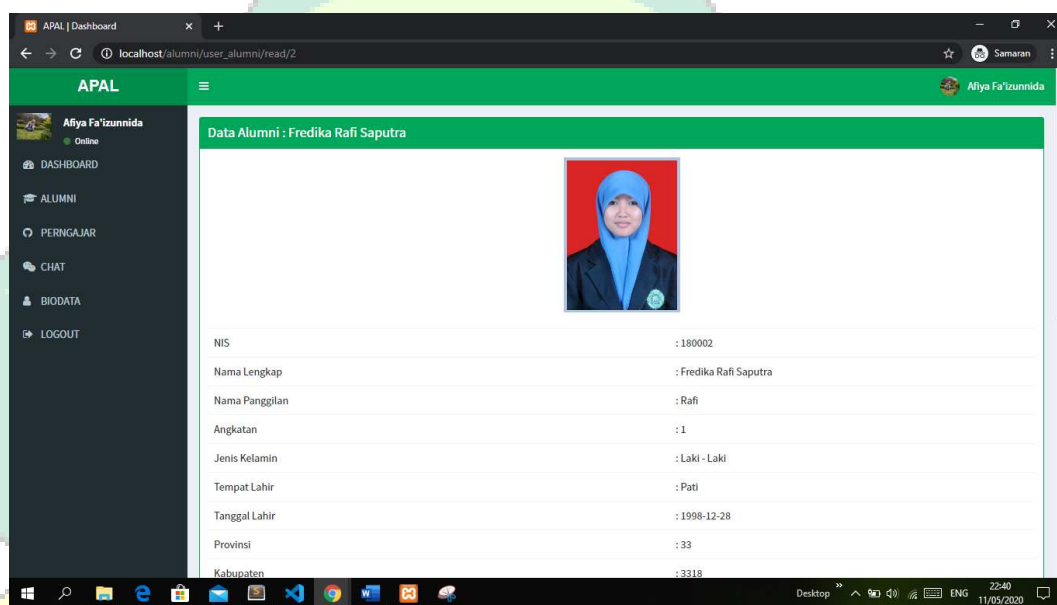 APAL | Dashboard
localhost/alumni/user_alumni/read/2
Samaran
APAL
Afiya Fa'izunnida
Afiya Fa'izunnida
Online
DASHBOARD
ALUMNI
PERNGAJAR
CHAT
BIODATA
LOGOUT
Data Alumni : Fredika Rafi Saputra
NIS : 180002
Nama Lengkap : Fredika Rafi Saputra
Nama Panggilan : Rafi
Angkatan : 1
Jenis Kelamin : Laki - Laki
Tempat Lahir : Pati
Tanggal Lahir : 1998-12-28
Provinsi : 33
Kabupaten : 3318
Desktop
ENG
22:40
11/05/2020